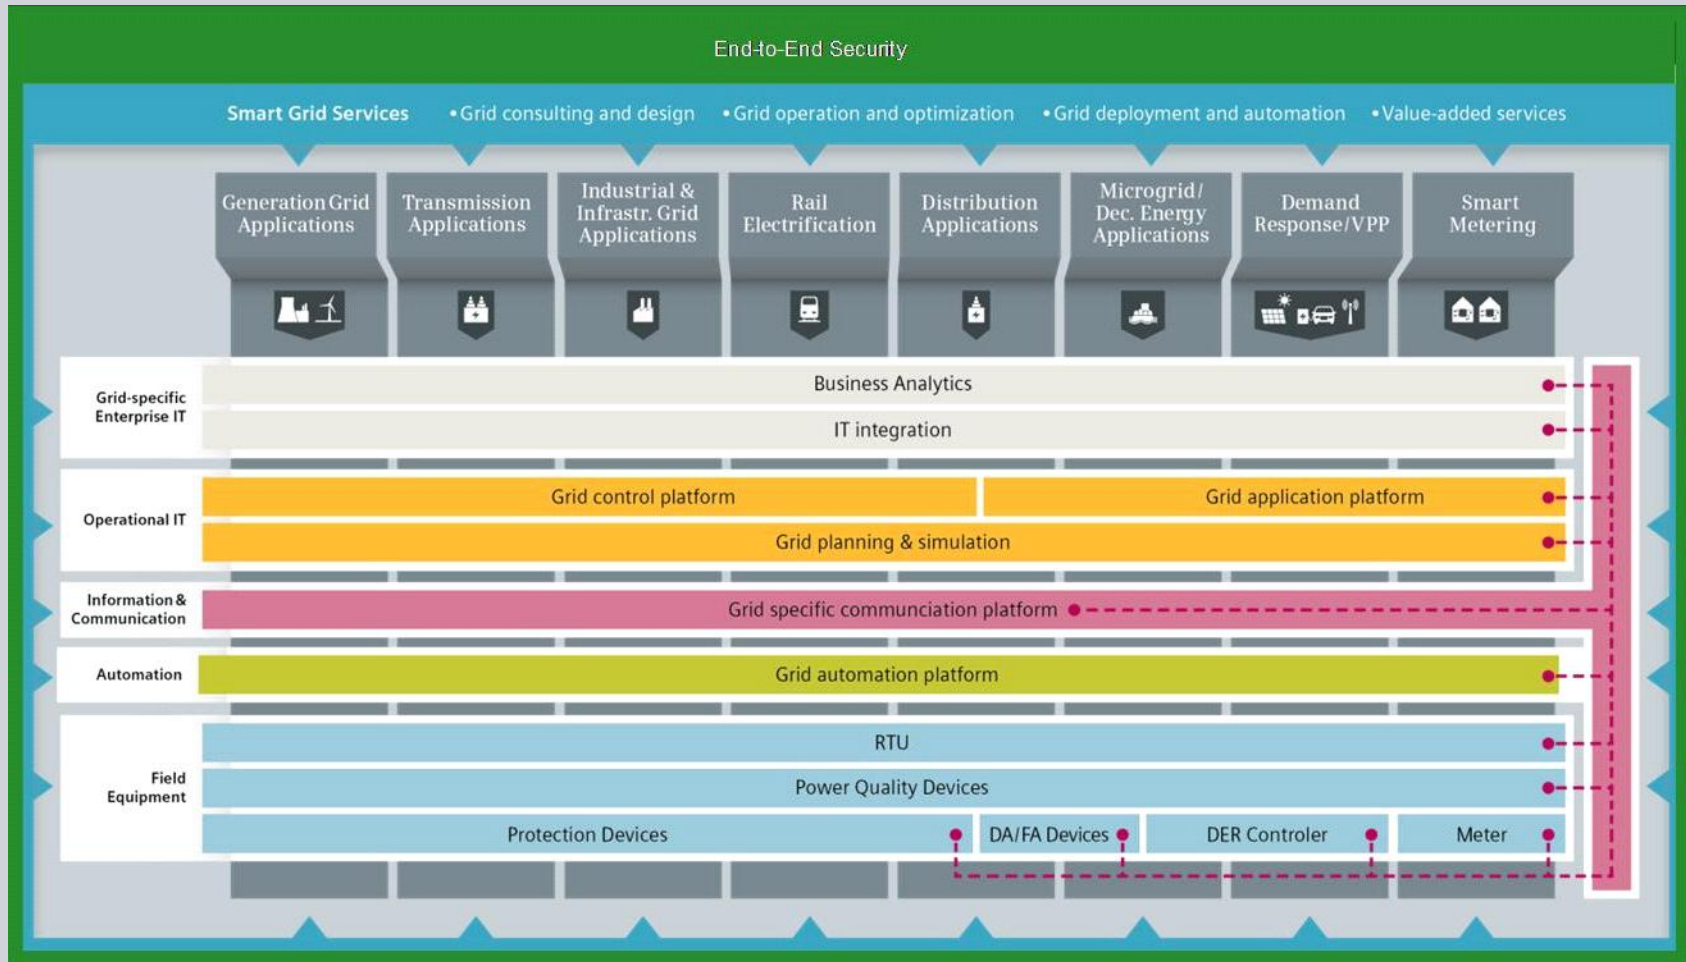 End-to-End Security
Smart Grid Services • Grid consulting and design • Grid operation and optimization • Grid deployment and automation • Value-added services
Generation Grid
Applications
Transmission
Applications
Industrial &
Infrastr. Grid
Applications
Rail
Electrification
Distribution
Applications
Microgrid/
Dec. Energy
Applications
Demand
Response/VPP
Smart
Metering
Grid-specific
Enterprise IT
Business Analytics
IT integration
Operational IT
Grid control platform
Grid application platform
Grid planning & simulation
Information &
Communication
Grid specific communciation platform
Automation
Grid automation platform
Field
Equipment
RTU
Power Quality Devices
Protection Devices
DA/FA Devices
DER Controler
Meter